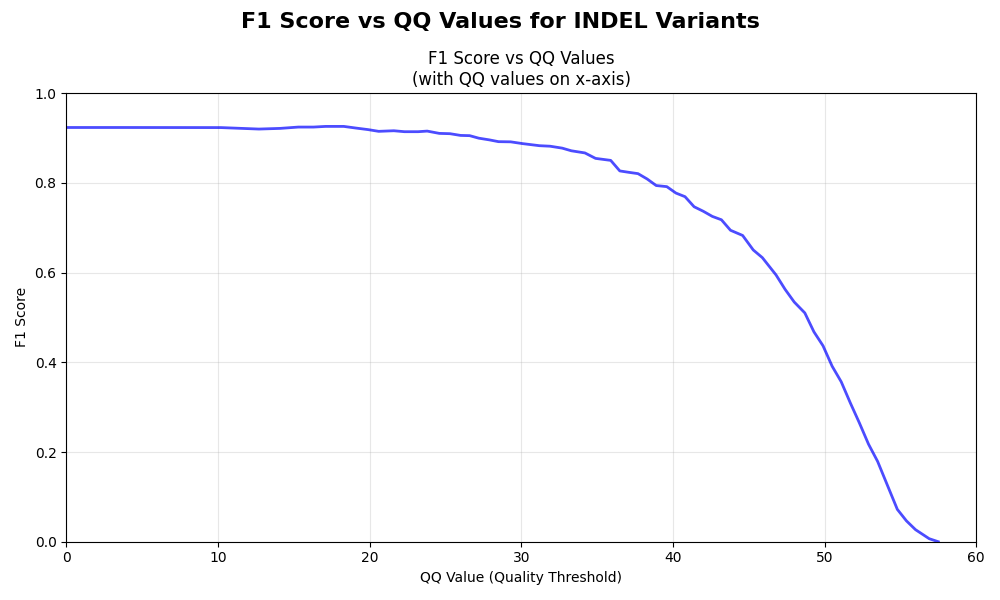 F1 Score vs QQ Values for INDEL Variants
F1 Score vs QQ Values
(with QQ values on x-axis)
1.0
0.8
0.6
0.4
0.2
0.0
F1 Score
0 10 20 30 40 50 60
QQ Value (Quality Threshold)